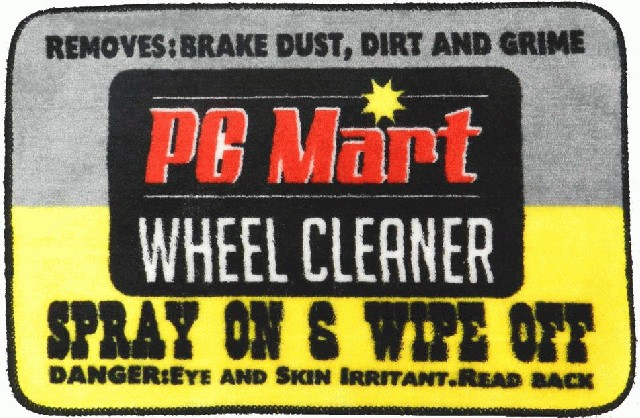 REMOVES:BRAKE DUST, DIRT AND GRIME
PC Mart
WHEEL CLEANER
SPRAY ON & WIPE OFF
DANGER:EYE AND SKIN IRRITANT.READ BACK